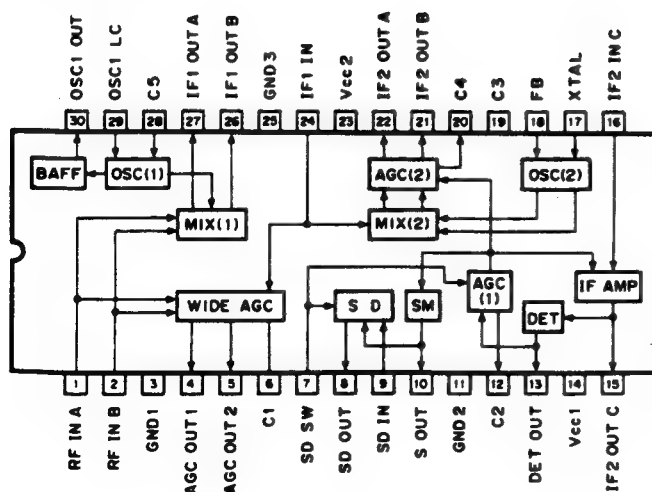 OSC1 OUT
OSC1 LC
C5
IF1 OUT A
IF1 OUT B
GND3
IF1 IN
Vcc2
IF2 OUT A
IF2 OUT B
C4
C3
FB
XTAL
IF2 IN C
30 29 28 27 26 25 24 23 22 21 20 19 18 17 16
BAFF
OSC(1)
AGC(2)
OSC(2)
MIX(1)
MIX(2)
WIDE AGC
S D
SM
AGC
(1)
IF AMP
DET
1 2 3 4 5 6 7 8 9 10 11 12 13 14 15
RF IN A
RF IN B
GND1
AGC OUT1
AGC OUT2
C1
SD SW
SD OUT
SD IN
S OUT
GND2
C2
DET OUT
Vcc1
IF2 OUT C